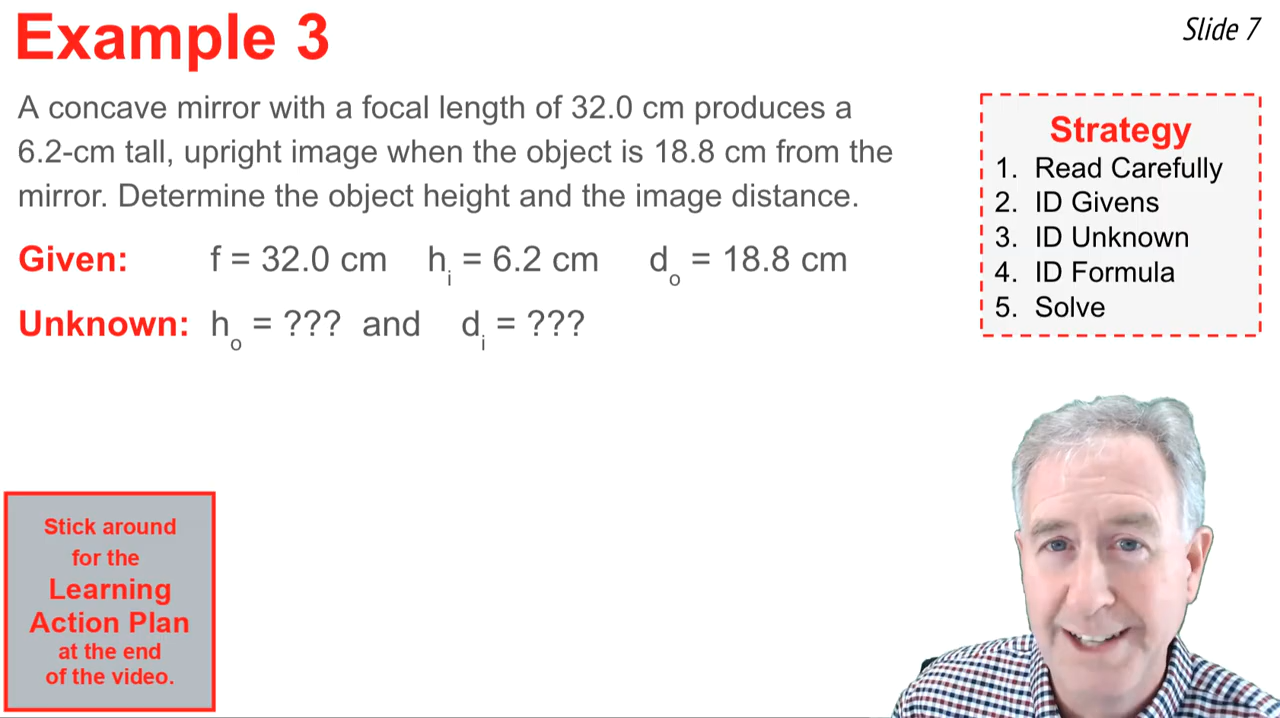 Example 3
Slide 7
A concave mirror with a focal length of 32.0 cm produces a
6.2-cm tall, upright image when the object is 18.8 cm from the
mirror. Determine the object height and the image distance.
Given: f = 32.0 cm hᵢ = 6.2 cm dₒ = 18.8 cm
Unknown: hₒ = ??? and dᵢ = ???
Strategy
1. Read Carefully
2. ID Givens
3. ID Unknown
4. ID Formula
5. Solve
Stick around
for the
Learning
Action Plan
at the end
of the video.